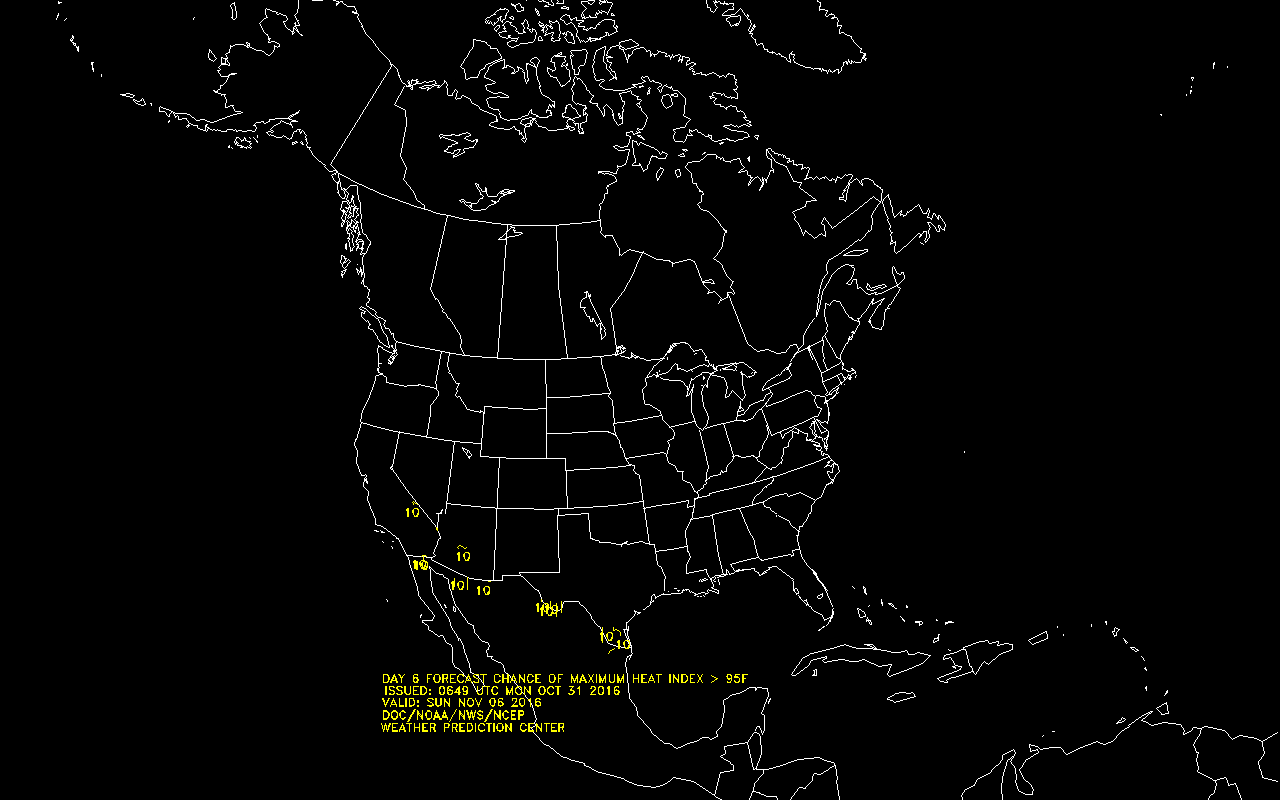 10
10
10
10
10
10
10
10
10
DAY 6 FORECAST CHANCE OF MAXIMUM HEAT INDEX > 95F
ISSUED: 0649 UTC MON OCT 31 2016
VALID: SUN NOV 06 2016
DOC/NOAA/NWS/NCEP
WEATHER PREDICTION CENTER